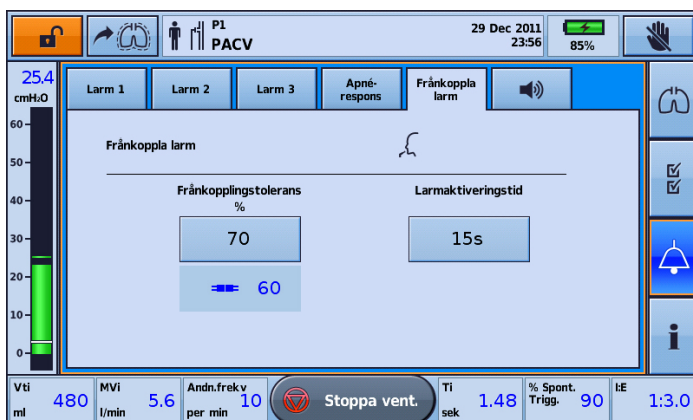 P1
PACV
29 Dec 2011
23:56
85%
25.4
cmH2O
60
50
40
30
20
10
0
Larm 1
Larm 2
Larm 3
Apné-
respons
Frånkoppla
larm
Frånkoppla larm
Frånkopplingstolerans
%
70
60
Larmaktiveringstid
15s
Vti
480
ml
MVi
5.6
l/min
Andn.frekv
10
per min
Stoppa vent.
Ti
1.48
sek
% Spont.
Trigg.
90
I:E
1:3.0